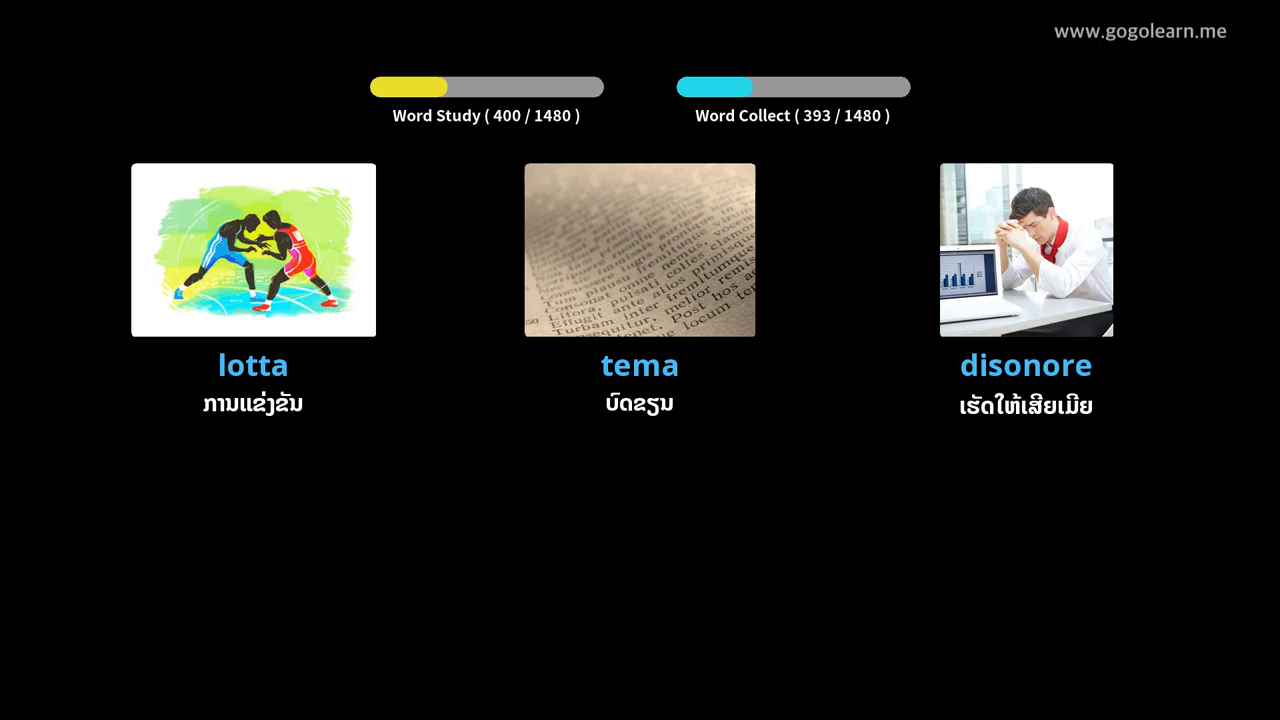 www.gogolearn.me
Word Study ( 400 / 1480 )
Word Collect ( 393 / 1480 )
lotta
ການແຂ່ງຂັນ
tema
ບົດຂຽນ
disonore
ເຮັດໃຫ້ເສີຍເມີຍ